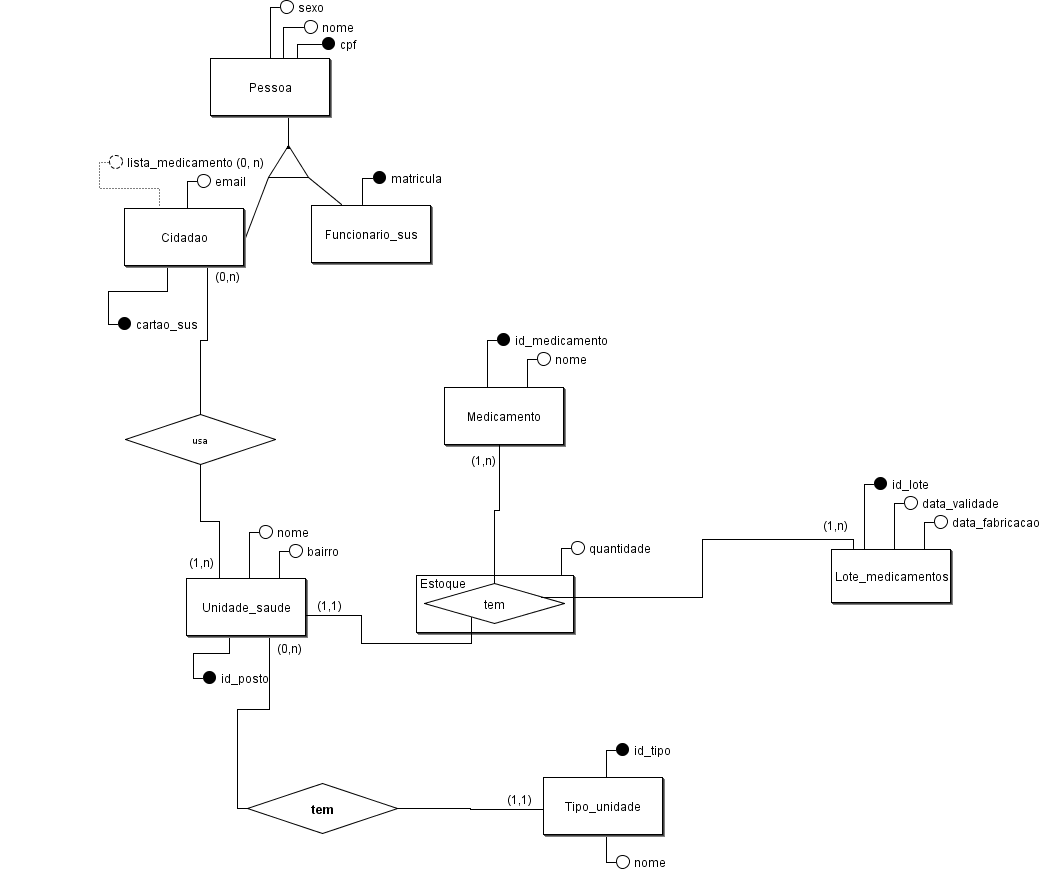 sexo
nome
cpf
Pessoa
lista_medicamento (0, n)
email
matricula
Cidadao
Funcionario_sus
(0,n)
cartao_sus
id_medicamento
nome
Medicamento
usa
(1,n)
id_lote
data_validade
data_fabricacao
(1,n)
nome
bairro
quantidade
(1,n)
Lote_medicamentos
Estoque
Unidade_saude
(1,1)
tem
(0,n)
id_posto
id_tipo
(1,1)
tem
Tipo_unidade
nome